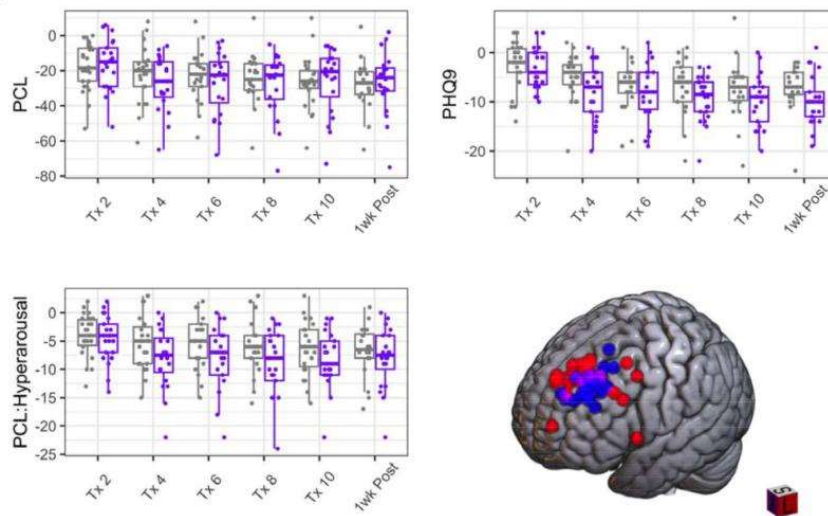 PCL
0
-20
-40
-60
-80
Tx 2
Tx 4
Tx 6
Tx 8
Tx 10
1wk Post
PHQ9
0
-10
-20
Tx 2
Tx 4
Tx 6
Tx 8
Tx 10
1wk Post
PCL:Hyperarousal
0
-5
-10
-15
-20
-25
Tx 2
Tx 4
Tx 6
Tx 8
Tx 10
1wk Post
S
L